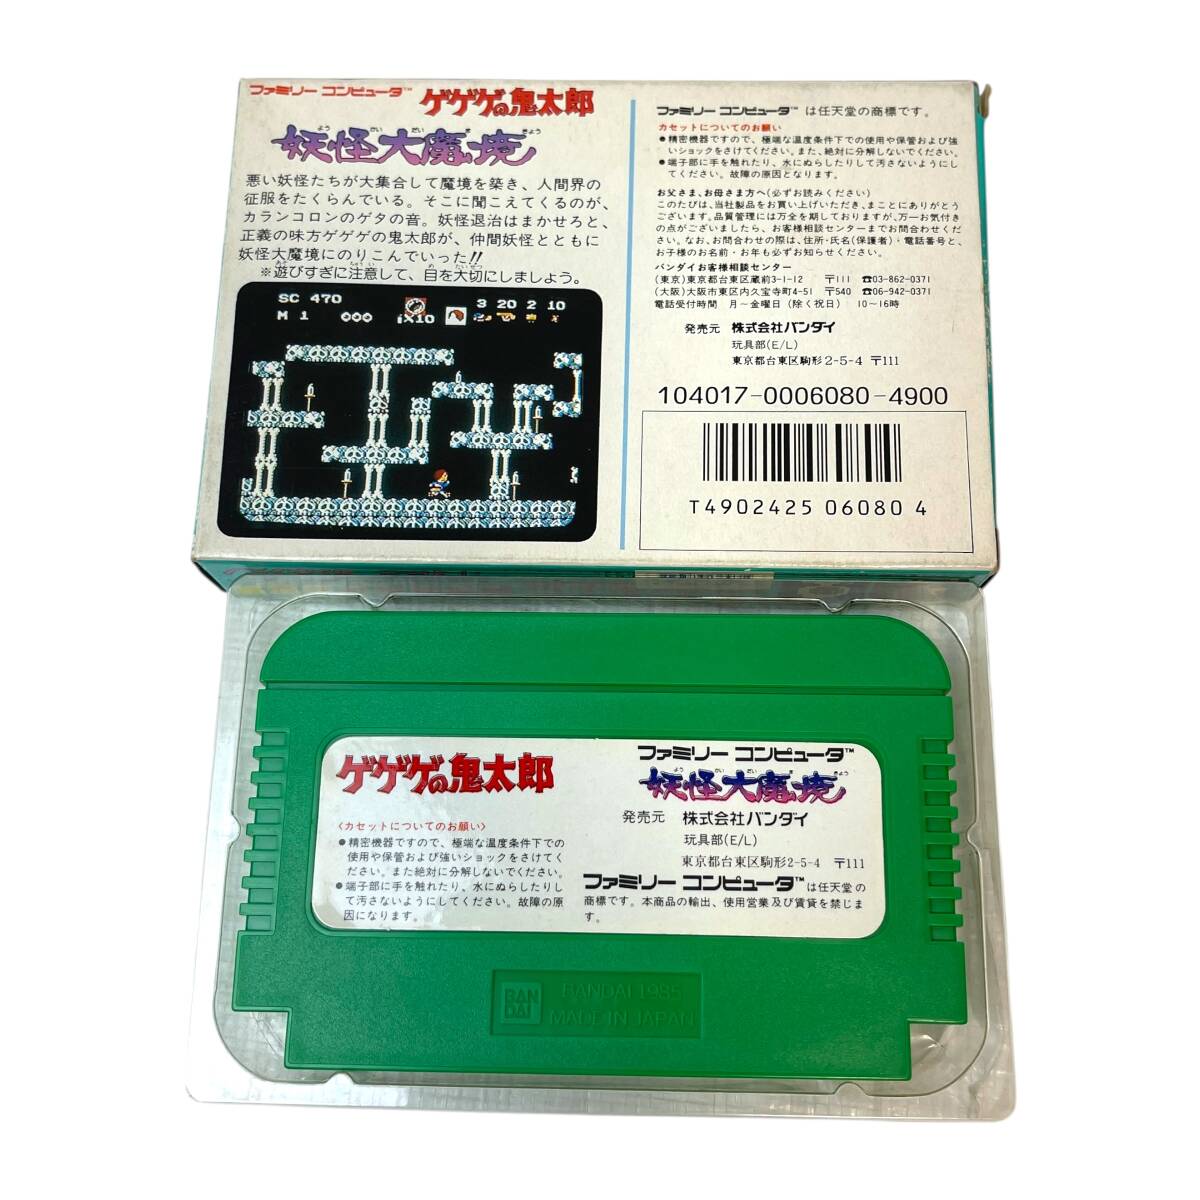 ファミリー コンピュータ™ ゲゲゲの鬼太郎
よう かい だい ま きょう
妖怪大魔境
悪い妖怪たちが大集合して魔境を築き、人間界の
征服をたくらんでいる。そこに聞こえてくるのが、
カランコロンのゲタの音。妖怪退治はまかせろと、
正義の味方ゲゲゲの鬼太郎が、仲間妖怪とともに
妖怪大魔境にのりこんでいった!!
※遊びすぎに注意して、目を大切にしましょう。
SC 470 3 20 2 10
M 1 000 1×10
ファミリー コンピュータ™ は任天堂の商標です。
カセットについてのお願い
●精密機器ですので、極端な温度条件下での使用や保管および強
いショックをさけてください。また、絶対に分解しないでください。
●端子部に手を触れたり、水にぬらしたりして汚さないようにし
てください。故障の原因となります。
お父さま、お母さま方へ(必ずお読みください)
このたびは、当社製品をお買い上げいただき、まことにありがとう
ございます。品質管理には万全を期しておりますが、万一お気付き
の点がございましたら、お客様相談センターまでお問合わせくだ
さい。なお、お問合わせの際は、住所・氏名(保護者)・電話番号と、
お子様のお名前・お年も必ずお知らせください。
バンダイお客様相談センター
(東京)東京都台東区蔵前3-1-12 〒111 ☎03-862-0371
(大阪)大阪市東区内久宝寺町4-51 〒540 ☎06-942-0371
電話受付時間 月～金曜日(除く祝日) 10～16時
発売元 株式会社バンダイ
玩具部(E/L)
東京都台東区駒形2-5-4 〒111
104017-0006080-4900
T4902425 06080 4
ゲゲゲの鬼太郎
〈カセットについてのお願い〉
●精密機器ですので、極端な温度条件下での
使用や保管および強いショックをさけてく
ださい。また絶対に分解しないでください。
●端子部に手を触れたり、水にぬらしたりし
て汚さないようにしてください。故障の原
因になります。
ファミリー コンピュータ™
よう かい だい ま きょう
妖怪大魔境
発売元 株式会社バンダイ
玩具部(E/L)
東京都台東区駒形2-5-4 〒111
ファミリー コンピュータ™は任天堂の
商標です。本商品の輸出、使用営業及び賃貸を禁じま
す。
BAN
DAI
BANDAI 1985
MADE IN JAPAN